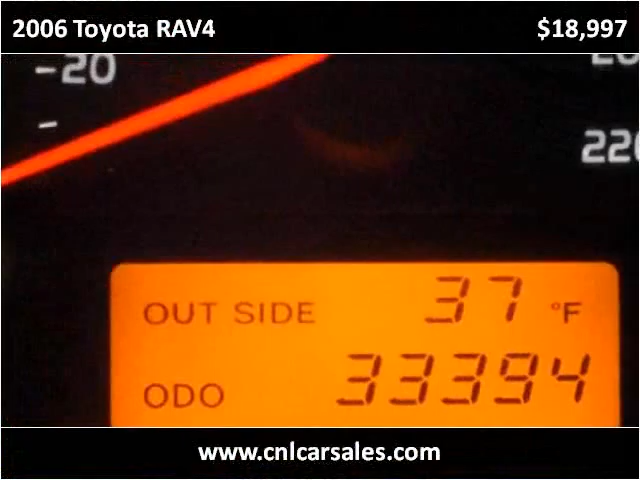 2006 Toyota RAV4 $18,997
-20
220
OUT SIDE 37 °F
ODO 33394
www.cnlcarsales.com